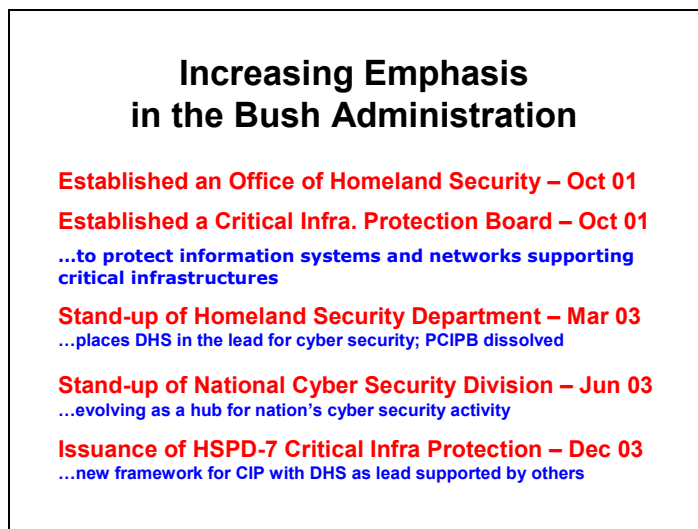 Increasing Emphasis
in the Bush Administration
Established an Office of Homeland Security – Oct 01
Established a Critical Infra. Protection Board – Oct 01
…to protect information systems and networks supporting
critical infrastructures
Stand-up of Homeland Security Department – Mar 03
…places DHS in the lead for cyber security; PCIPB dissolved
Stand-up of National Cyber Security Division – Jun 03
…evolving as a hub for nation’s cyber security activity
Issuance of HSPD-7 Critical Infra Protection – Dec 03
…new framework for CIP with DHS as lead supported by others